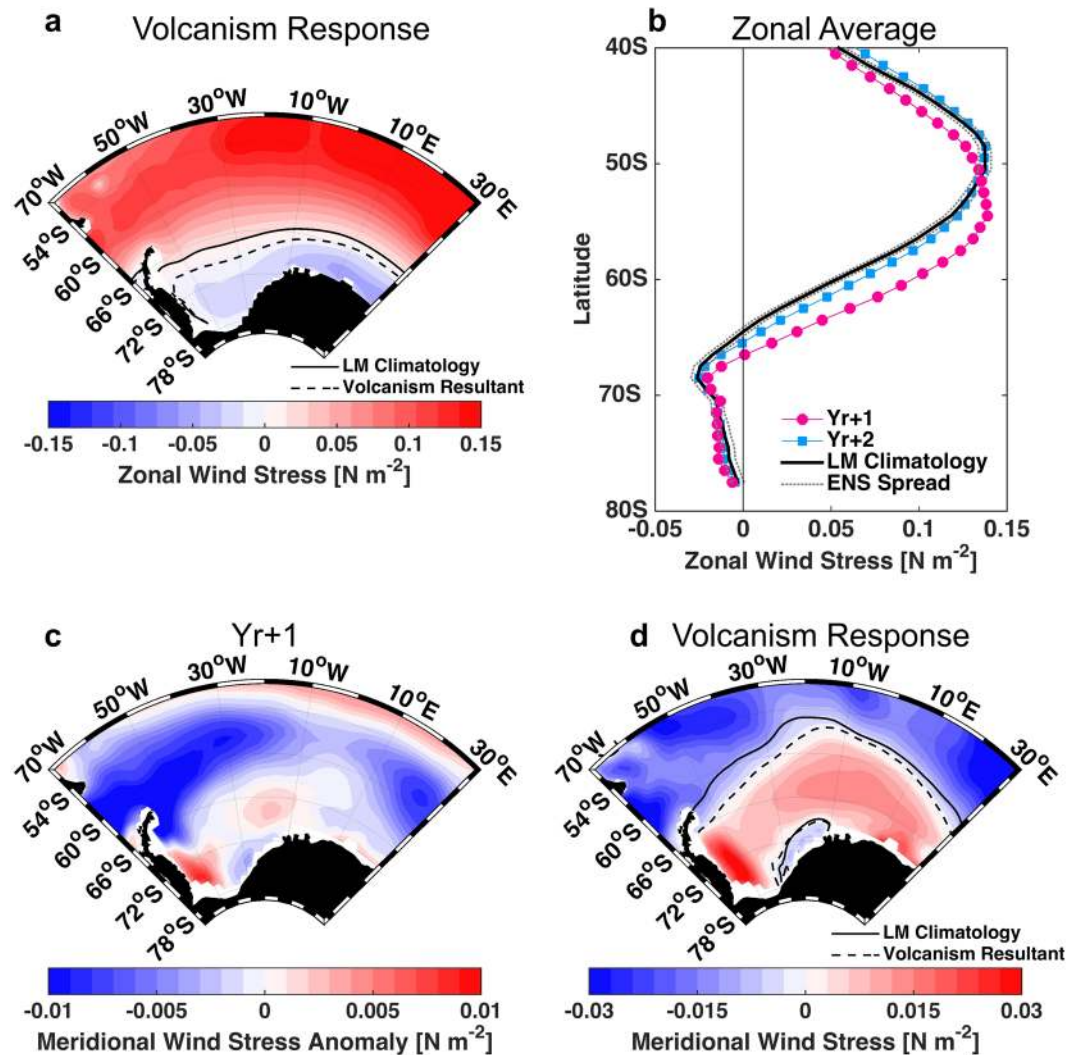 a
Volcanism Response
70°W
50°W
30°W
10°W
10°E
30°E
54°S
60°S
66°S
72°S
78°S
LM Climatology
Volcanism Resultant
-0.15 -0.1 -0.05 0 0.05 0.1 0.15
Zonal Wind Stress [N m⁻²]
b
Zonal Average
40S
50S
60S
70S
80S
Latitude
Yr+1
Yr+2
LM Climatology
ENS Spread
-0.05 0 0.05 0.1 0.15
Zonal Wind Stress [N m⁻²]
c
Yr+1
70°W
50°W
30°W
10°W
10°E
30°E
54°S
60°S
66°S
72°S
78°S
-0.01 -0.005 0 0.005 0.01
Meridional Wind Stress Anomaly [N m⁻²]
d
Volcanism Response
70°W
50°W
30°W
10°W
10°E
30°E
54°S
60°S
66°S
72°S
78°S
LM Climatology
Volcanism Resultant
-0.03 -0.015 0 0.015 0.03
Meridional Wind Stress [N m⁻²]